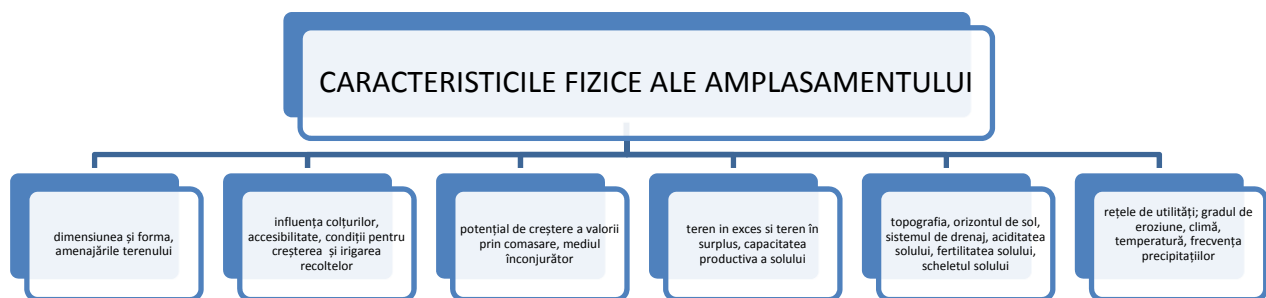 CARACTERISTICILE FIZICE ALE AMPLASAMENTULUI
dimensiunea și forma,
amenajările terenului
influența colțurilor,
accesibilitate, condiții pentru
creșterea și irigarea
recoltelor
potențial de creștere a valorii
prin comasare, mediul
înconjurător
teren in exces si teren în
surplus, capacitatea
productiva a solului
topografia, orizontul de sol,
sistemul de drenaj, aciditatea
solului, fertilitatea solului,
scheletul solului
rețele de utilități; gradul de
eroziune, climă,
temperatură, frecvența
precipitațiilor